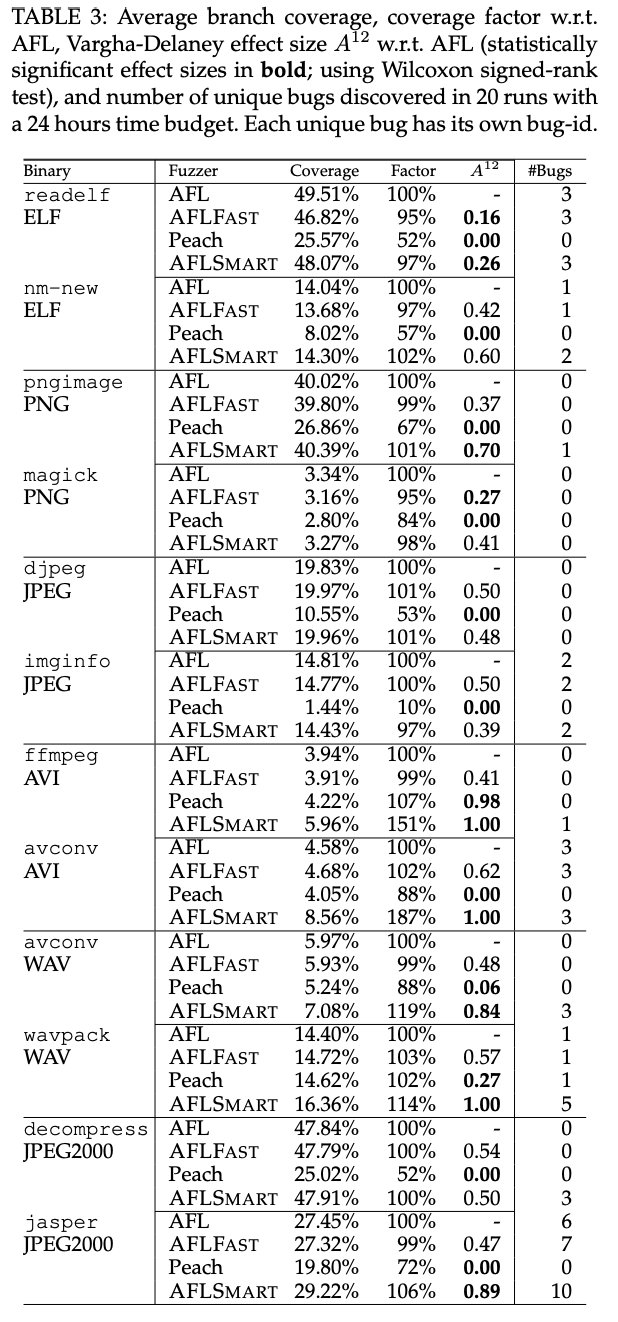 TABLE 3: Average branch coverage, coverage factor w.r.t.
AFL, Vargha-Delaney effect size A12 w.r.t. AFL (statistically
significant effect sizes in bold; using Wilcoxon signed-rank
test), and number of unique bugs discovered in 20 runs with
a 24 hours time budget. Each unique bug has its own bug-id.
Binary Fuzzer Coverage Factor A12 #Bugs
readelf AFL 49.51% 100% - 3
ELF AFLFAST 46.82% 95% 0.16 3
Peach 25.57% 52% 0.00 0
AFLSMART 48.07% 97% 0.26 3
nm-new AFL 14.04% 100% - 1
ELF AFLFAST 13.68% 97% 0.42 1
Peach 8.02% 57% 0.00 0
AFLSMART 14.30% 102% 0.60 2
pngimage AFL 40.02% 100% - 0
PNG AFLFAST 39.80% 99% 0.37 0
Peach 26.86% 67% 0.00 0
AFLSMART 40.39% 101% 0.70 1
magick AFL 3.34% 100% - 0
PNG AFLFAST 3.16% 95% 0.27 0
Peach 2.80% 84% 0.00 0
AFLSMART 3.27% 98% 0.41 0
djpeg AFL 19.83% 100% - 0
JPEG AFLFAST 19.97% 101% 0.50 0
Peach 10.55% 53% 0.00 0
AFLSMART 19.96% 101% 0.48 0
imginfo AFL 14.81% 100% - 2
JPEG AFLFAST 14.77% 100% 0.50 2
Peach 1.44% 10% 0.00 0
AFLSMART 14.43% 97% 0.39 2
ffmpeg AFL 3.94% 100% - 0
AVI AFLFAST 3.91% 99% 0.41 0
Peach 4.22% 107% 0.98 0
AFLSMART 5.96% 151% 1.00 1
avconv AFL 4.58% 100% - 3
AVI AFLFAST 4.68% 102% 0.62 3
Peach 4.05% 88% 0.00 0
AFLSMART 8.56% 187% 1.00 3
avconv AFL 5.97% 100% - 0
WAV AFLFAST 5.93% 99% 0.48 0
Peach 5.24% 88% 0.06 0
AFLSMART 7.08% 119% 0.84 3
wavpack AFL 14.40% 100% - 1
WAV AFLFAST 14.72% 103% 0.57 1
Peach 14.62% 102% 0.27 1
AFLSMART 16.36% 114% 1.00 5
decompress AFL 47.84% 100% - 0
JPEG2000 AFLFAST 47.79% 100% 0.54 0
Peach 25.02% 52% 0.00 0
AFLSMART 47.91% 100% 0.50 3
jasper AFL 27.45% 100% - 6
JPEG2000 AFLFAST 27.32% 99% 0.47 7
Peach 19.80% 72% 0.00 0
AFLSMART 29.22% 106% 0.89 10